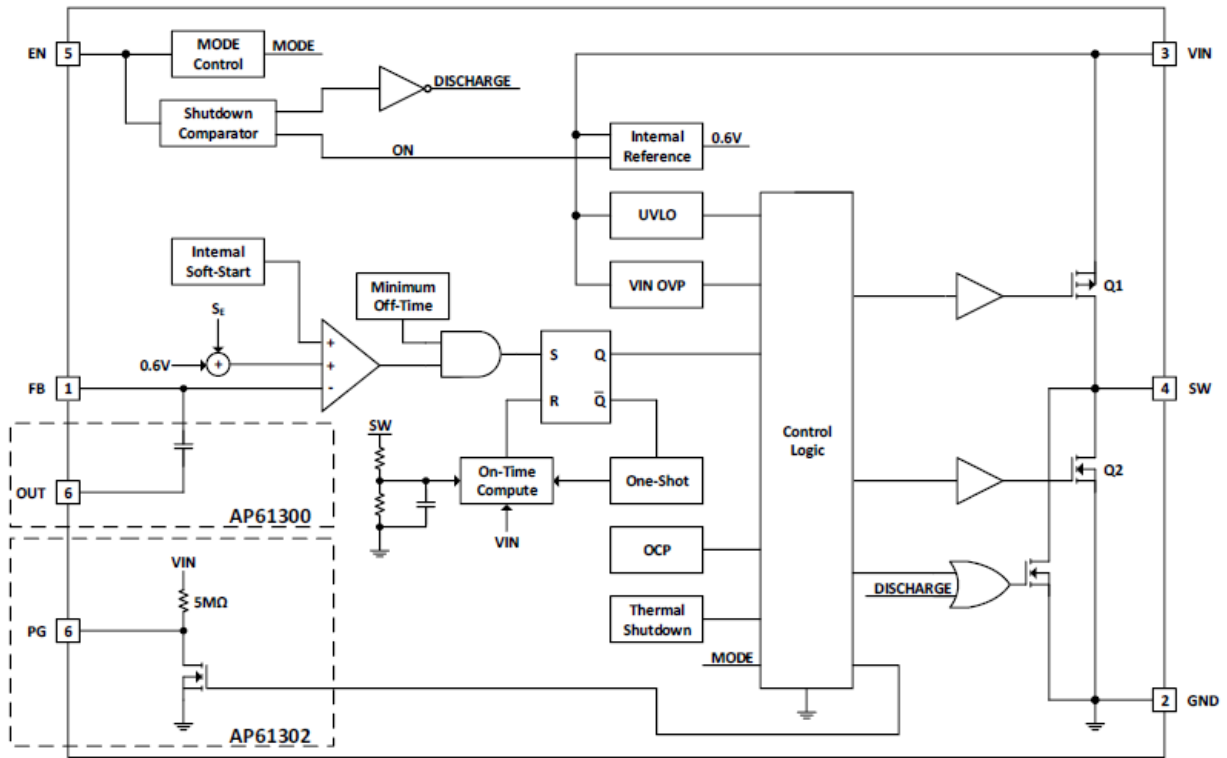 EN
5
MODE
Control
MODE
3
VIN
DISCHARGE
Shutdown
Comparator
ON
Internal
Reference
0.6V
UVLO
Internal
Soft-Start
VIN OVP
Minimum
Off-Time
Q1
SE
+
+
0.6V
+
-
S
Q
R
Q
FB
1
4
SW
SW
Control
Logic
On-Time
Compute
One-Shot
Q2
OUT
6
AP61300
VIN
OCP
VIN
5MΩ
DISCHARGE
Thermal
Shutdown
PG
6
MODE
2
GND
AP61302